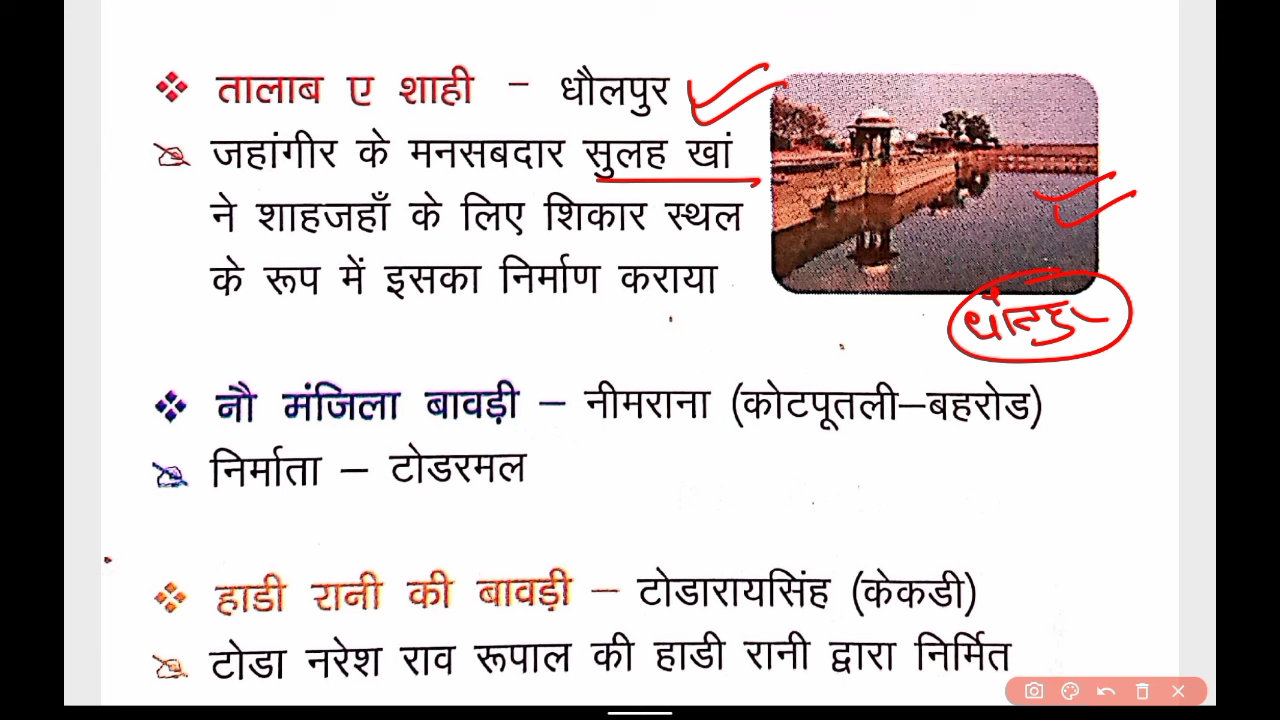 तालाब ए शाही - धौलपुर
जहांगीर के मनसबदार सुलह खां
ने शाहजहाँ के लिए शिकार स्थल
के रूप में इसका निर्माण कराया
नौ मंजिला बावड़ी – नीमराना (कोटपूतली–बहरोड)
निर्माता – टोडरमल
हाडी रानी की बावड़ी – टोडारायसिंह (केकडी)
टोडा नरेश राव रूपाल की हाडी रानी द्वारा निर्मित